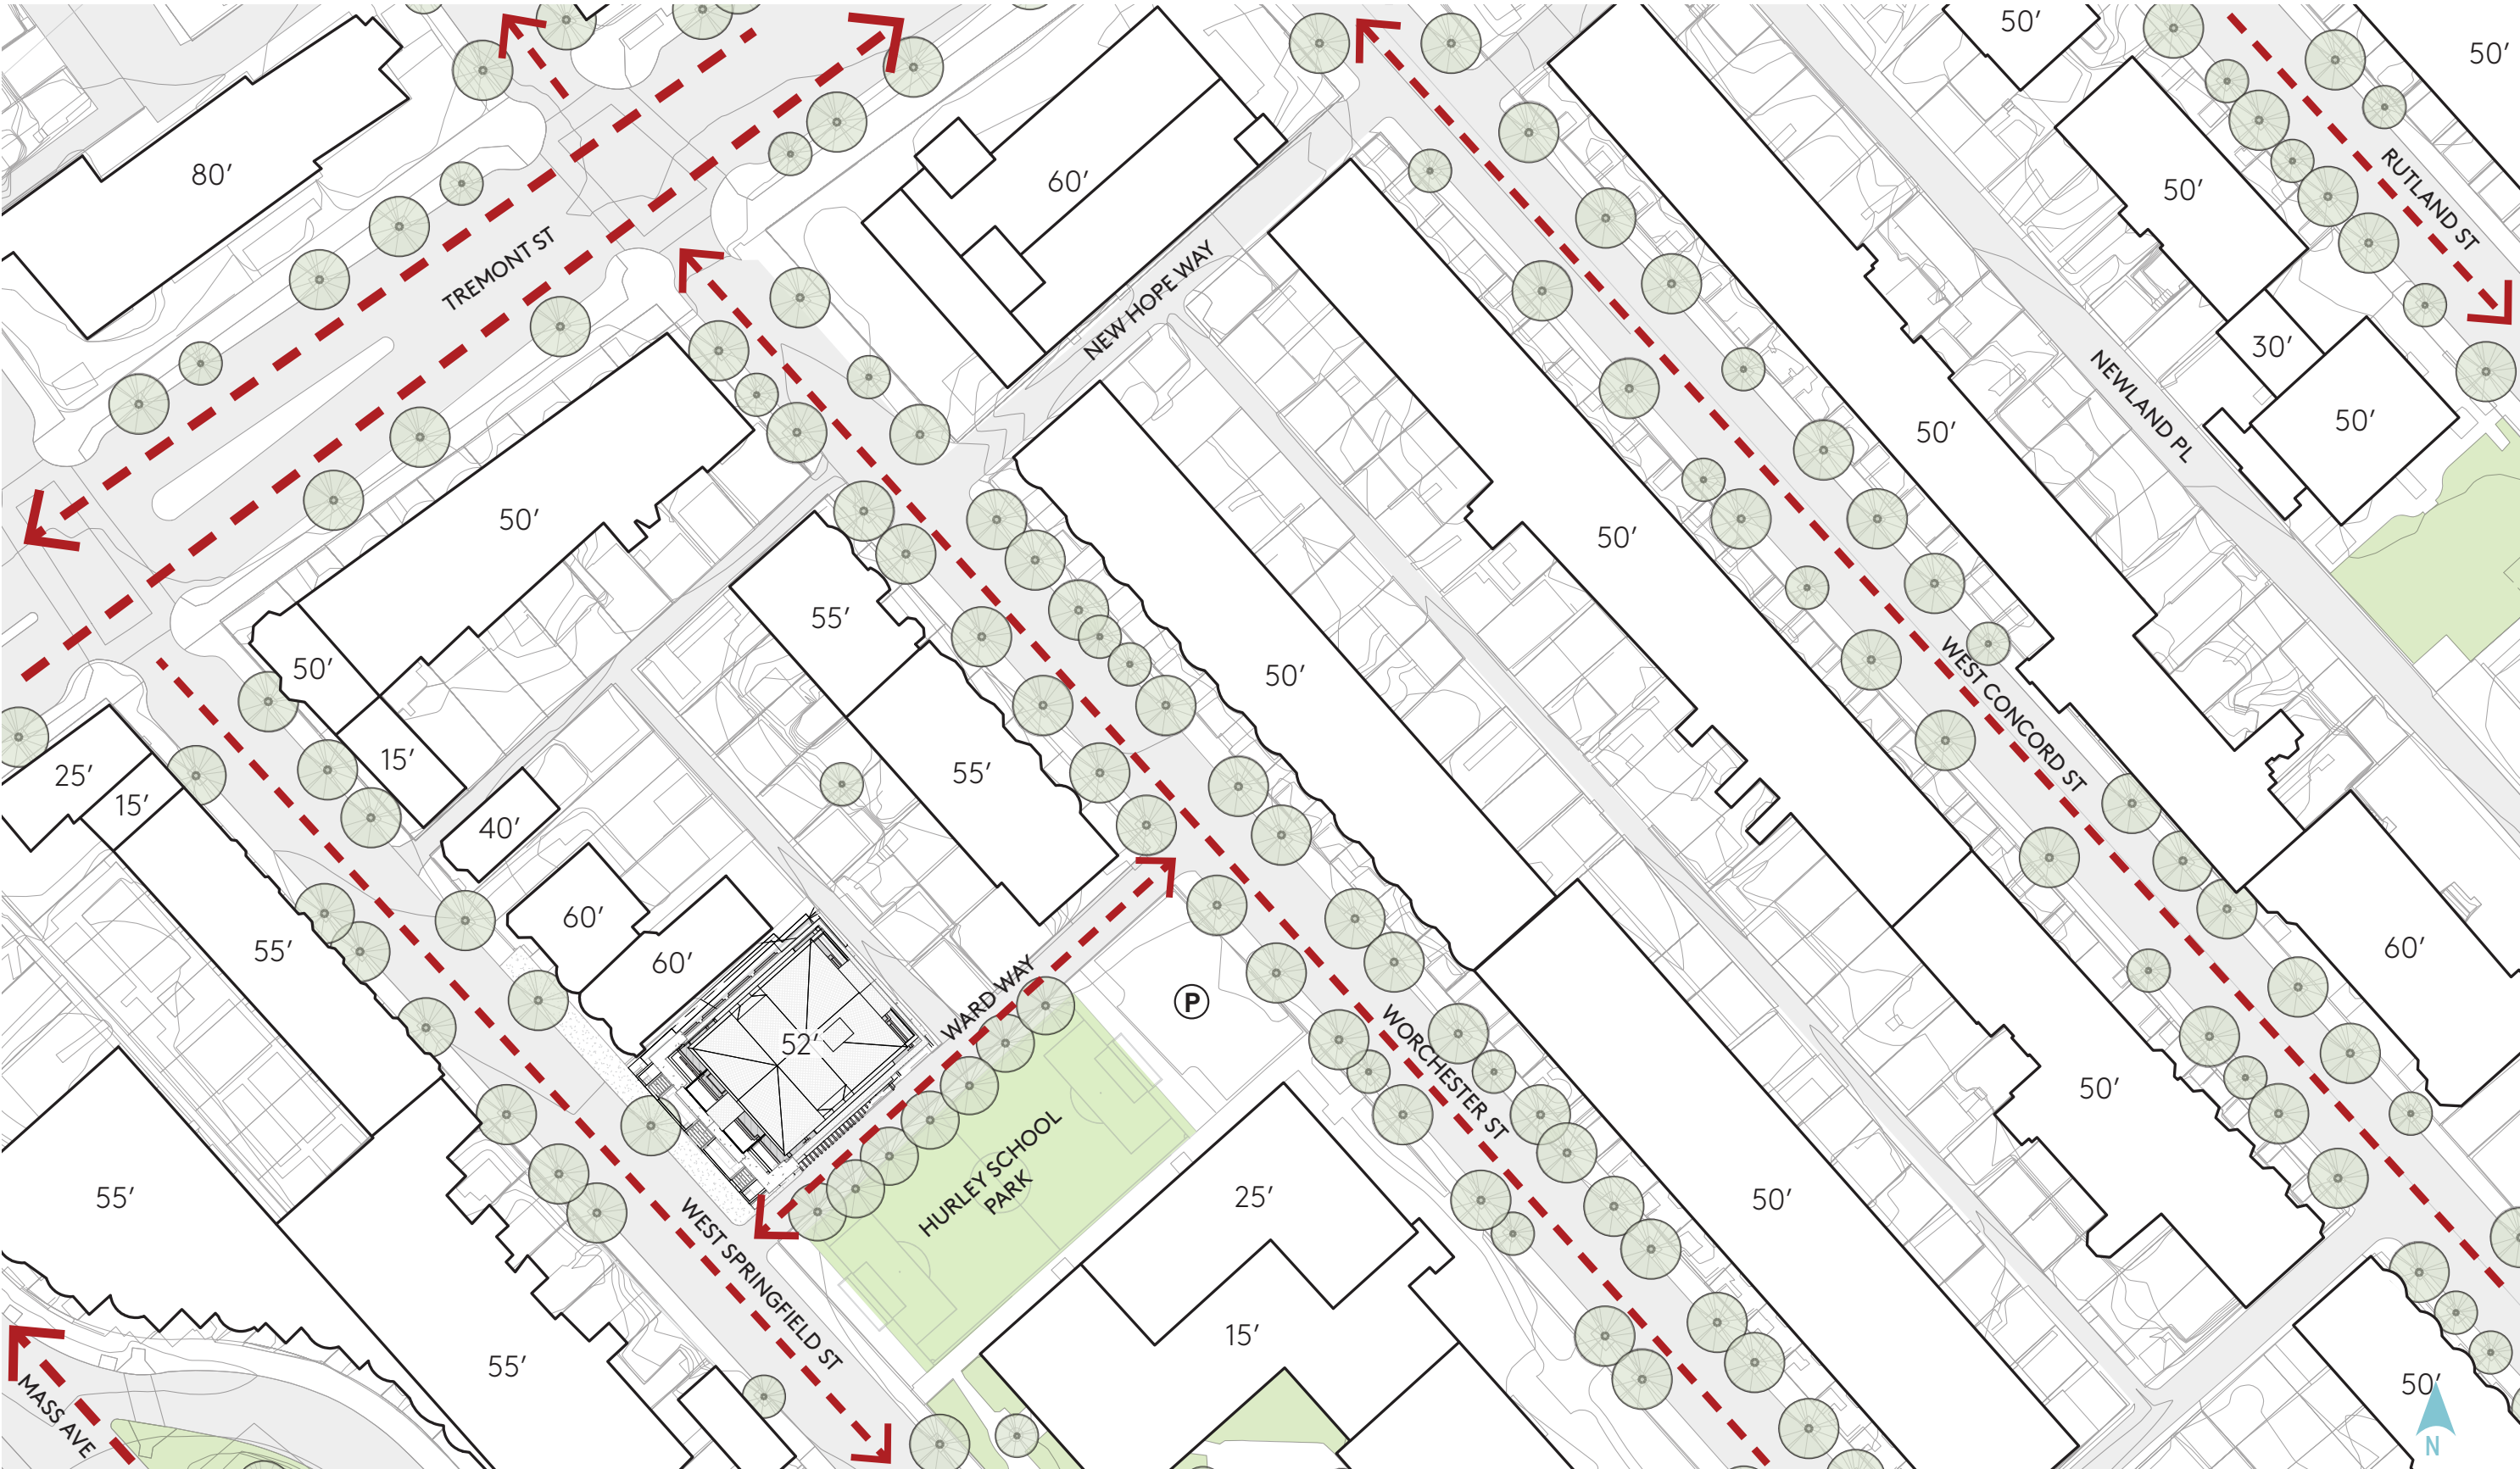 50'
50'
80'
60'
50'
RUTLAND ST
TREMONT ST
NEW HOPE WAY
30'
NEWLAND PL
50'
50'
50'
50'
55'
50'
50'
15'
25'
15'
40'
55'
50'
WEST CONCORD ST
60'
60'
55'
60'
52'
WARD WAY
P
WORCHESTER ST
50'
55'
HURLEY SCHOOL
PARK
25'
50'
WEST SPRINGFIELD ST
15'
55'
MASS AVE
50'
N